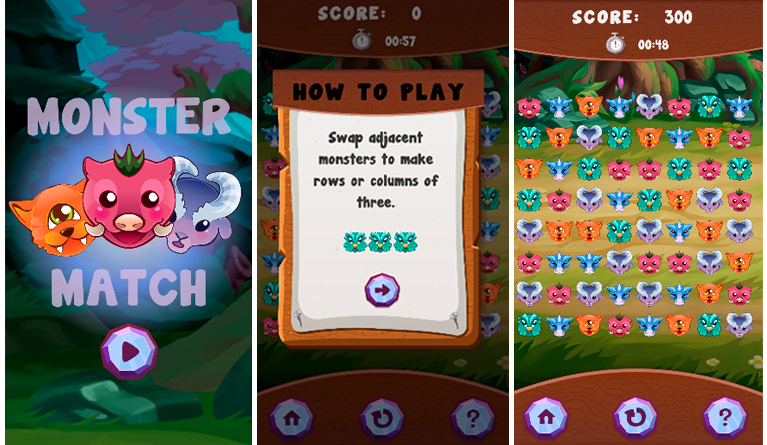 MONSTER
MATCH
SCORE: 0
00:57
HOW TO PLAY
Swap adjacent
monsters to make
rows or columns of
three.
SCORE: 300
00:48
?
?